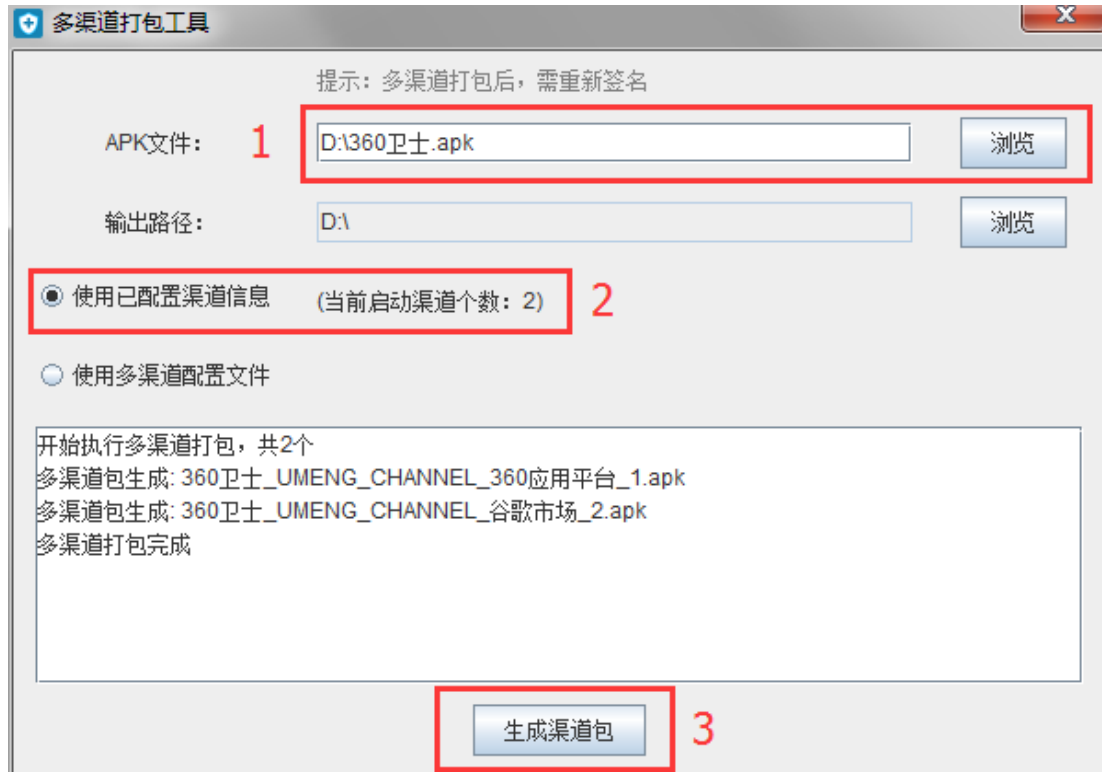 多渠道打包工具
提示：多渠道打包后，需重新签名
APK文件： 1 D:\360卫士.apk 浏览
输出路径： D:\ 浏览
使用已配置渠道信息 (当前启动渠道个数：2) 2
使用多渠道配置文件
开始执行多渠道打包，共2个
多渠道包生成: 360卫士_UMENG_CHANNEL_360应用平台_1.apk
多渠道包生成: 360卫士_UMENG_CHANNEL_谷歌市场_2.apk
多渠道打包完成
生成渠道包 3